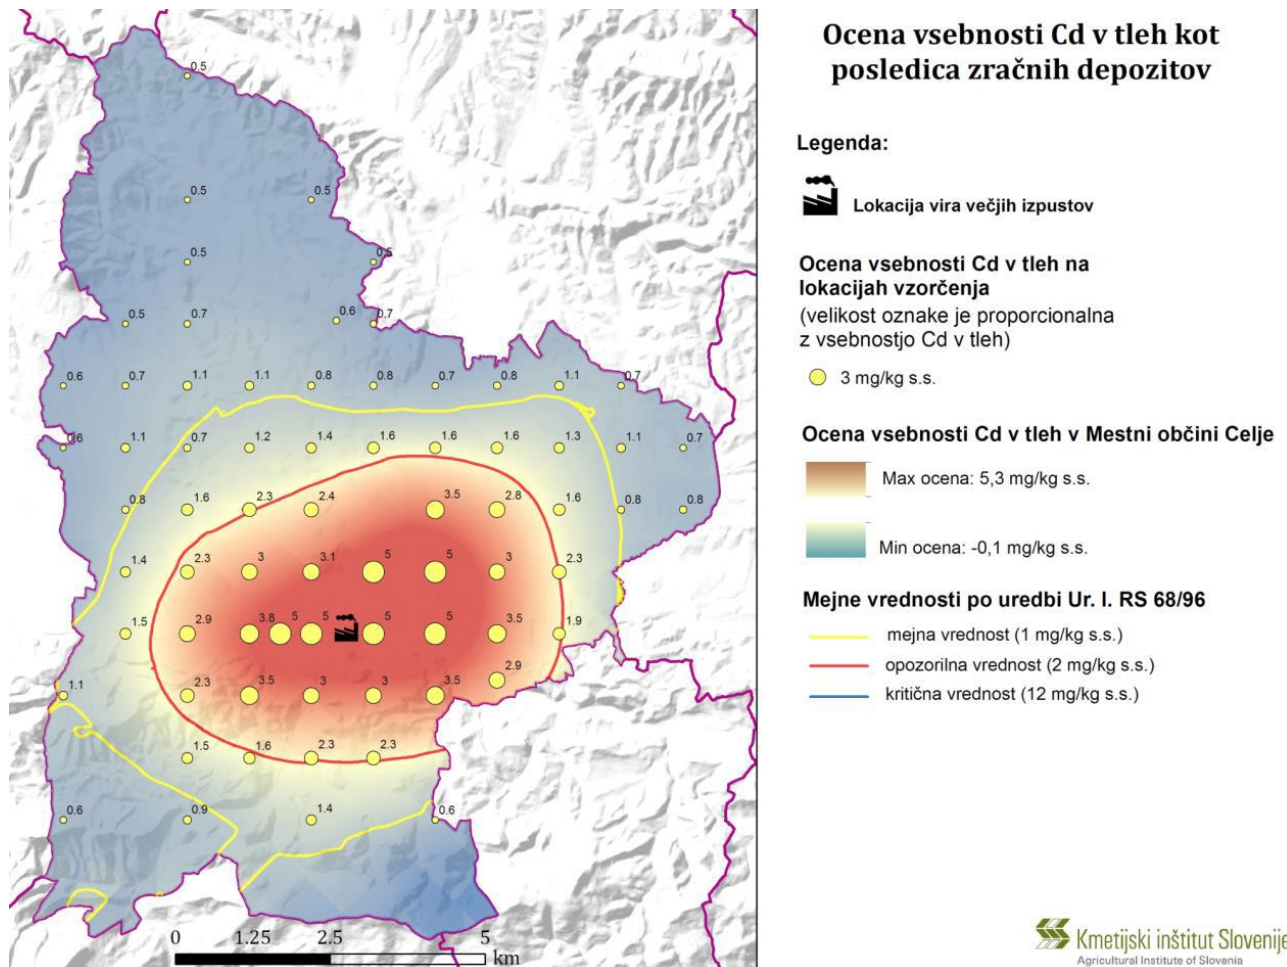 Ocena vsebnosti Cd v tleh kot
posledica zračnih depozitov
Legenda:
Lokacija vira večjih izpustov
Ocena vsebnosti Cd v tleh na
lokacijah vzorčenja
(velikost oznake je proporcionalna
z vsebnostjo Cd v tleh)
3 mg/kg s.s.
Ocena vsebnosti Cd v tleh v Mestni občini Celje
Max ocena: 5,3 mg/kg s.s.
Min ocena: -0,1 mg/kg s.s.
Mejne vrednosti po uredbi Ur. l. RS 68/96
mejna vrednost (1 mg/kg s.s.)
opozorilna vrednost (2 mg/kg s.s.)
kritična vrednost (12 mg/kg s.s.)
0.5
0.5 0.5
0.5 0.5
0.5 0.7 0.6 0.7
0.6 0.7 1.1 1.1 0.8 0.8 0.7 0.8 1.1 0.7
0.6 1.1 0.7 1.2 1.4 1.6 1.6 1.6 1.3 1.1 0.7
0.8 1.6 2.3 2.4 3.5 2.8 1.6 0.8 0.8
1.4 2.3 3 3.1 5 5 3 2.3
1.5 2.9 3.8 5 5 5 5 3.5 1.9
1.1 2.3 3.5 3 3 3.5 2.9
1.5 1.6 2.3 2.3
0.6 0.9 1.4 0.6
0 1.25 2.5 5
km
Kmetijski inštitut Slovenije
Agricultural Institute of Slovenia